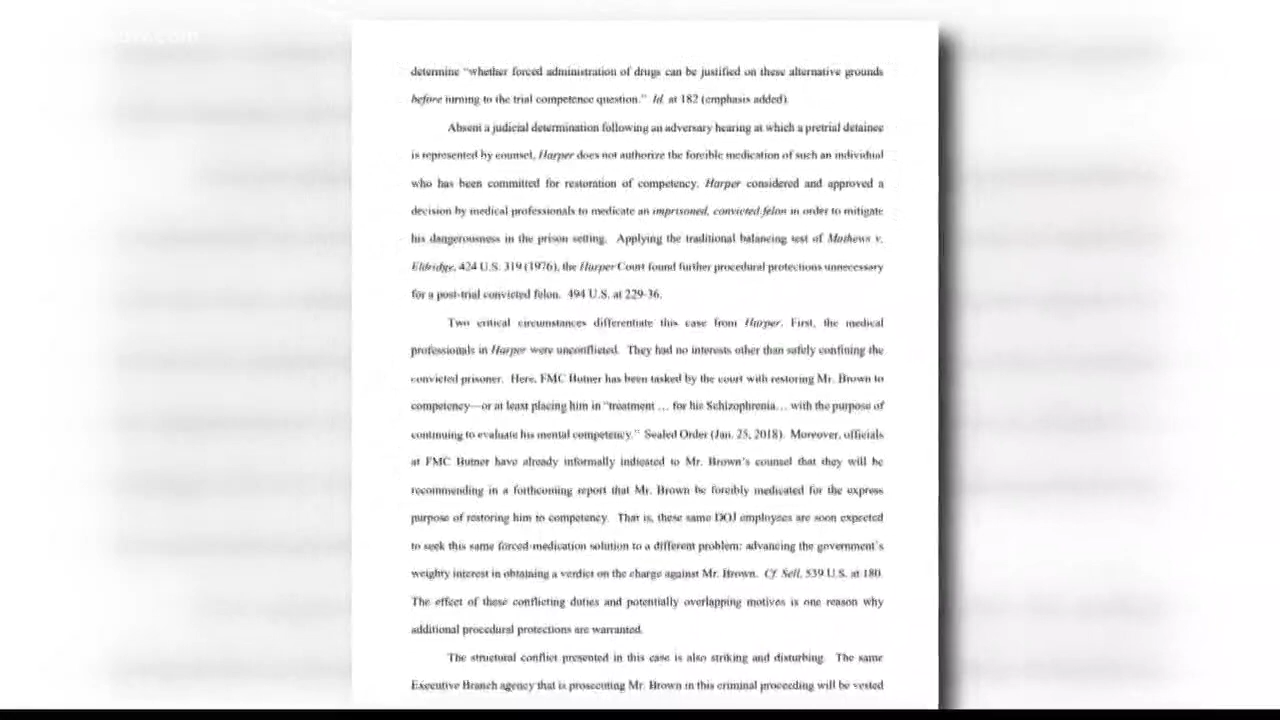 determine “whether forced administration of drugs can be justified on these alternative grounds
before turning to the trial competence question.” Id. at 182 (emphasis added).
Absent a judicial determination following an adversary hearing at which a pretrial detainee
is represented by counsel, Harper does not authorize the forcible medication of such an individual
who has been committed for restoration of competency. Harper considered and approved a
decision by medical professionals to medicate an imprisoned, convicted felon in order to mitigate
his dangerousness in the prison setting. Applying the traditional balancing test of Mathews v.
Eldridge, 424 U.S. 319 (1976), the Harper Court found further procedural protections unnecessary
for a post-trial convicted felon. 494 U.S. at 229-36.
Two critical circumstances differentiate this case from Harper. First, the medical
professionals in Harper were unconflicted. They had no interests other than safely confining the
convicted prisoner. Here, FMC Butner has been tasked by the court with restoring Mr. Brown to
competency—or at least placing him in “treatment … for his Schizophrenia… with the purpose of
continuing to evaluate his mental competency.” Sealed Order (Jan. 25, 2018). Moreover, officials
at FMC Butner have already informally indicated to Mr. Brown’s counsel that they will be
recommending in a forthcoming report that Mr. Brown be forcibly medicated for the express
purpose of restoring him to competency. That is, these same DOJ employees are soon expected
to seek this same forced-medication solution to a different problem: advancing the government’s
weighty interest in obtaining a verdict on the charge against Mr. Brown. Cf. Sell, 539 U.S. at 180.
The effect of these conflicting duties and potentially overlapping motives is one reason why
additional procedural protections are warranted.
The structural conflict presented in this case is also striking and disturbing. The same
Executive Branch agency that is prosecuting Mr. Brown in this criminal proceeding will be vested